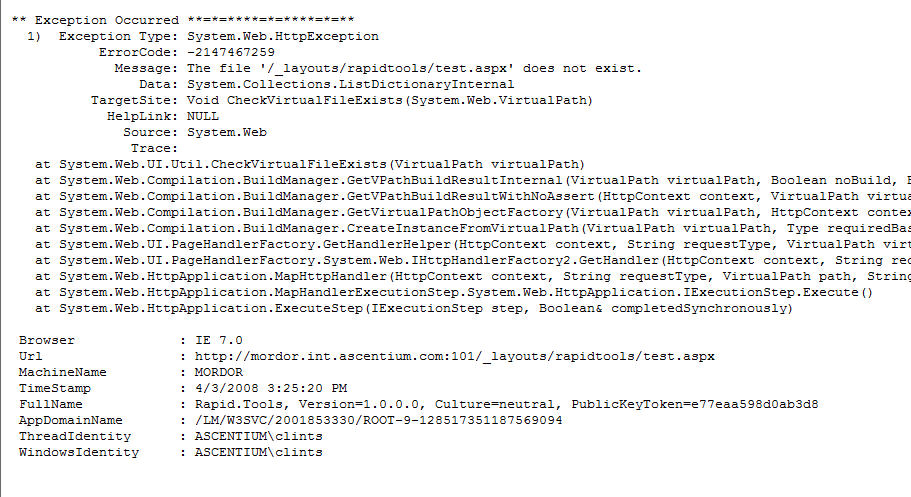 ** Exception Occurred **=*=****=*=****=*=**
1) Exception Type: System.Web.HttpException
ErrorCode: -2147467259
Message: The file '/_layouts/rapidtools/test.aspx' does not exist.
Data: System.Collections.ListDictionaryInternal
TargetSite: Void CheckVirtualFileExists(System.Web.VirtualPath)
HelpLink: NULL
Source: System.Web
Trace:
at System.Web.UI.Util.CheckVirtualFileExists(VirtualPath virtualPath)
at System.Web.Compilation.BuildManager.GetVPathBuildResultInternal(VirtualPath virtualPath, Boolean noBuild,
at System.Web.Compilation.BuildManager.GetVPathBuildResultWithNoAssert(HttpContext context, VirtualPath virtua
at System.Web.Compilation.BuildManager.GetVirtualPathObjectFactory(VirtualPath virtualPath, HttpContext contex
at System.Web.Compilation.BuildManager.CreateInstanceFromVirtualPath(VirtualPath virtualPath, Type requiredBas
at System.Web.UI.PageHandlerFactory.GetHandlerHelper(HttpContext context, String requestType, VirtualPath virt
at System.Web.UI.PageHandlerFactory.System.Web.IHttpHandlerFactory2.GetHandler(HttpContext context, String req
at System.Web.HttpApplication.MapHttpHandler(HttpContext context, String requestType, VirtualPath path, String
at System.Web.HttpApplication.MapHandlerExecutionStep.System.Web.HttpApplication.IExecutionStep.Execute()
at System.Web.HttpApplication.ExecuteStep(IExecutionStep step, Boolean& completedSynchronously)
Browser : IE 7.0
Url : http://mordor.int.ascentium.com:101/_layouts/rapidtools/test.aspx
MachineName : MORDOR
TimeStamp : 4/3/2008 3:25:20 PM
FullName : Rapid.Tools, Version=1.0.0.0, Culture=neutral, PublicKeyToken=e77eaa598d0ab3d8
AppDomainName : /LM/W3SVC/2001853330/ROOT-9-128517351187569094
ThreadIdentity : ASCENTIUM\clints
WindowsIdentity : ASCENTIUM\clints